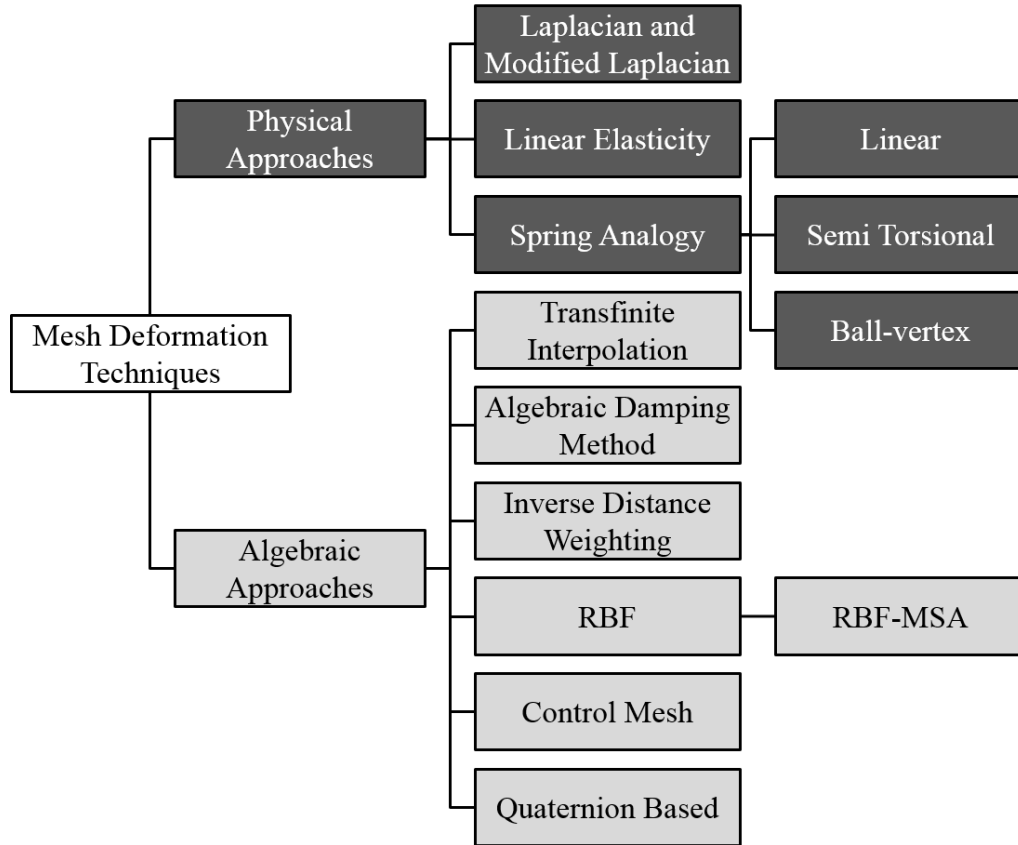 Laplacian and
Modified Laplacian
Physical
Approaches
Linear Elasticity
Linear
Spring Analogy
Semi Torsional
Transfinite
Interpolation
Ball-vertex
Mesh Deformation
Techniques
Algebraic Damping
Method
Inverse Distance
Weighting
Algebraic
Approaches
RBF
RBF-MSA
Control Mesh
Quaternion Based